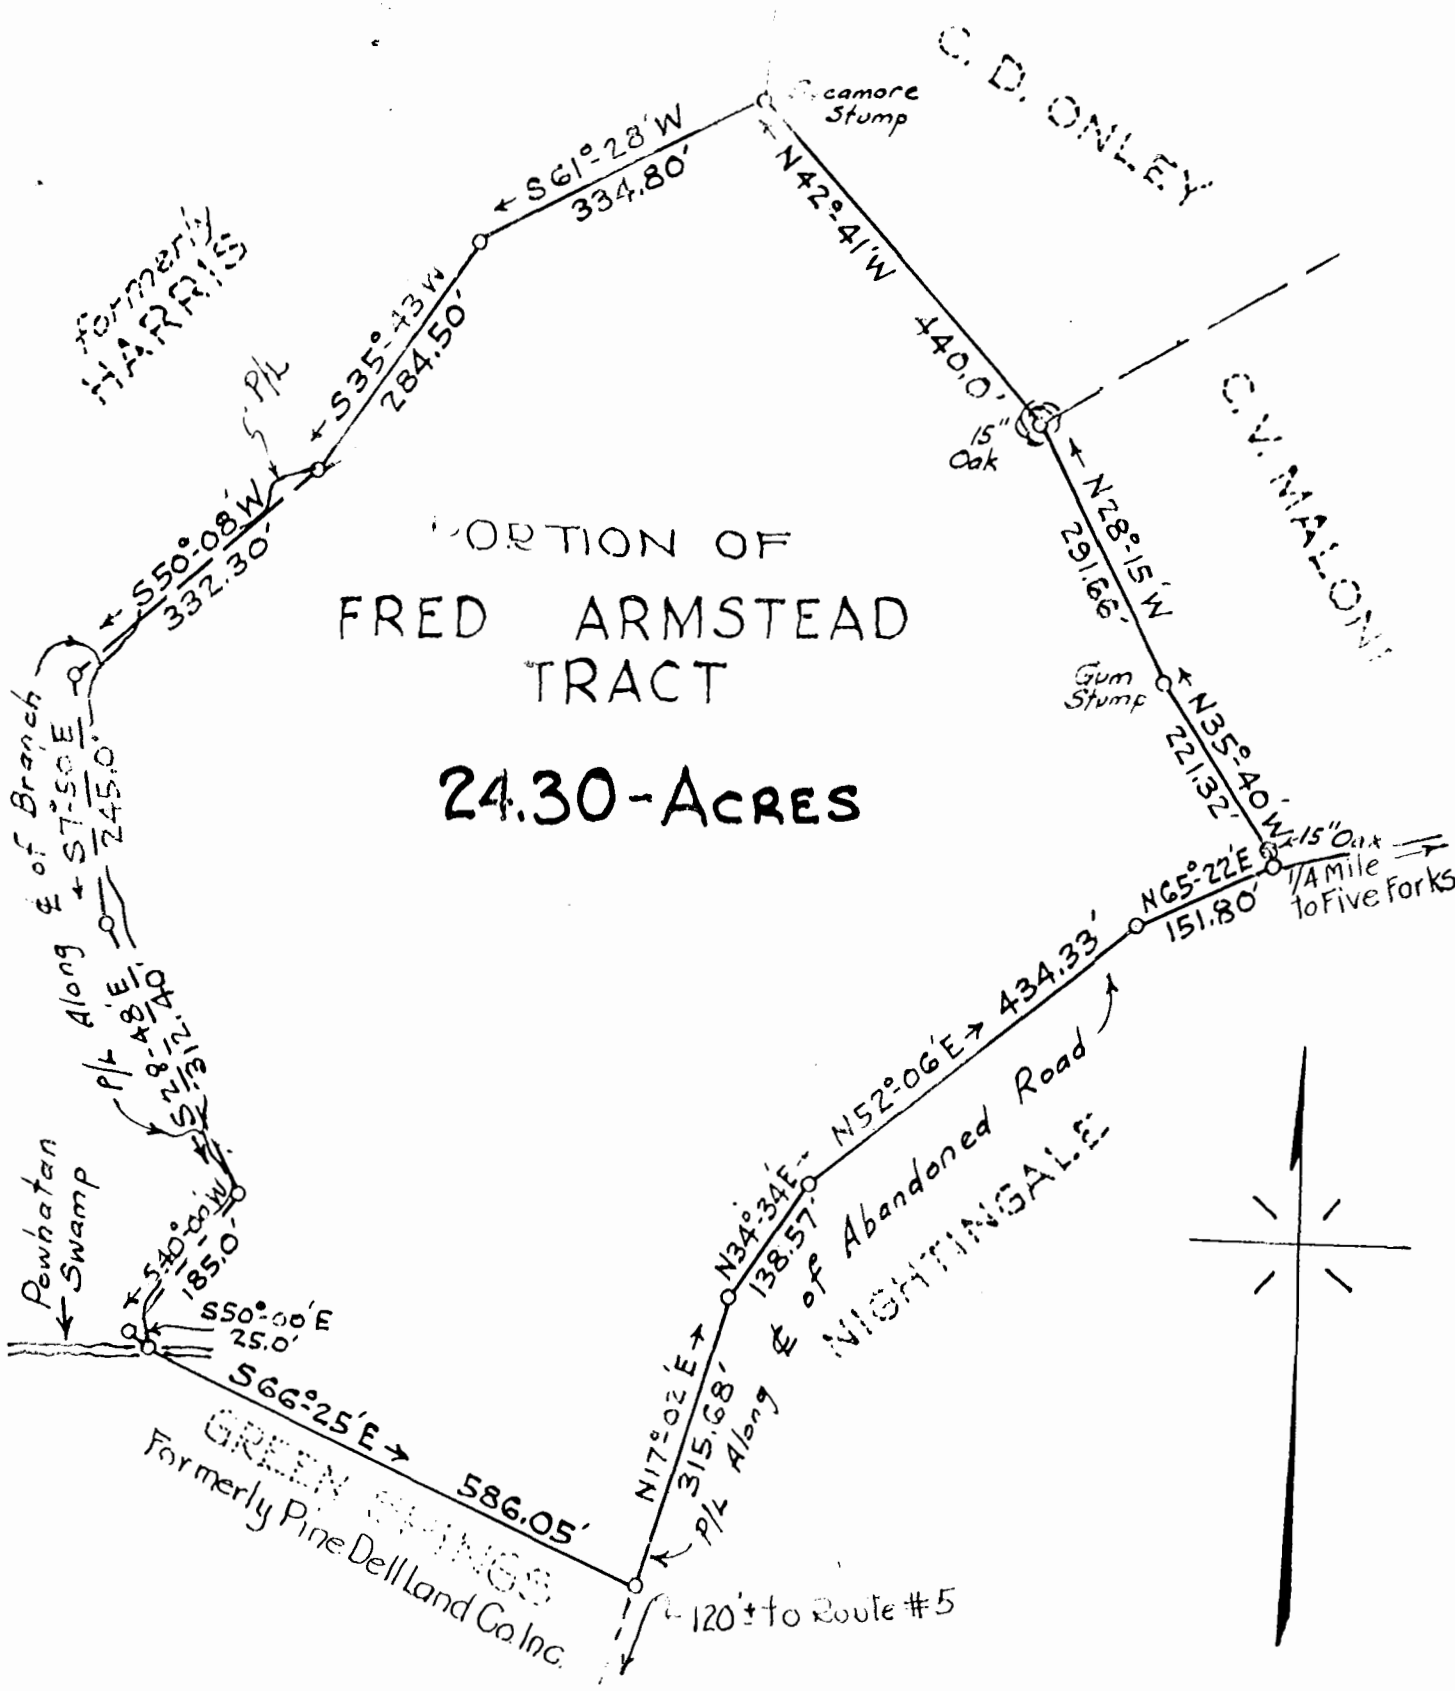 C. D. ONLEY
camore
Stump
S61°-28'W
334.80'
N42°-41'W
440.0'
formerly
HARRIS
P/L
S35°-43'W
284.50'
15"
Oak
C. V. MALON
N28°-15'W
291.66'
S50°-08'W
332.30'
PORTION OF
FRED ARMSTEAD
TRACT
24.30-ACRES
Gum
Stump
N35°-40'W
221.32'
15" Oak
1/4 Mile
to Five Forks
N65°-22'E
151.80'
P/L Along ℄ of Branch
S7°-50'E
245.0'
N52°-06'E 434.33'
S28°-48'E
312.40'
P/L Along ℄ of Abandoned Road
NIGHTINGALE
N34°-34'E
138.57'
Powhatan
Swamp
S40°-0'W
185.0'
S50°-00'E
25.0'
N17°-02'E
315.68'
S66°-25'E 586.05'
GREEN SPRINGS
Formerly Pine Dell Land Co. Inc.
120'± to Route #5